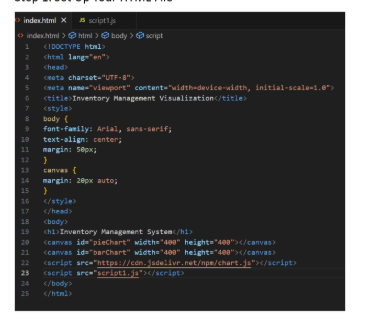 Step 1: Set Up Your HTML File
index.html × JS script1.js
index.html > html > body > script
1 <!DOCTYPE html>
2 <html lang="en">
3 <head>
4 <meta charset="UTF-8">
5 <meta name="viewport" content="width=device-width, initial-scale=1.0">
6 <title>Inventory Management Visualization</title>
7 <style>
8 body {
9 font-family: Arial, sans-serif;
10 text-align: center;
11 margin: 50px;
12 }
13 canvas {
14 margin: 20px auto;
15 }
16 </style>
17 </head>
18 <body>
19 <h1>Inventory Management System</h1>
20 <canvas id="pieChart" width="400" height="400"></canvas>
21 <canvas id="barChart" width="400" height="400"></canvas>
22 <script src="https://cdn.jsdelivr.net/npm/chart.js"></script>
23 <script src="script1.js"></script>
24 </body>
25 </html>